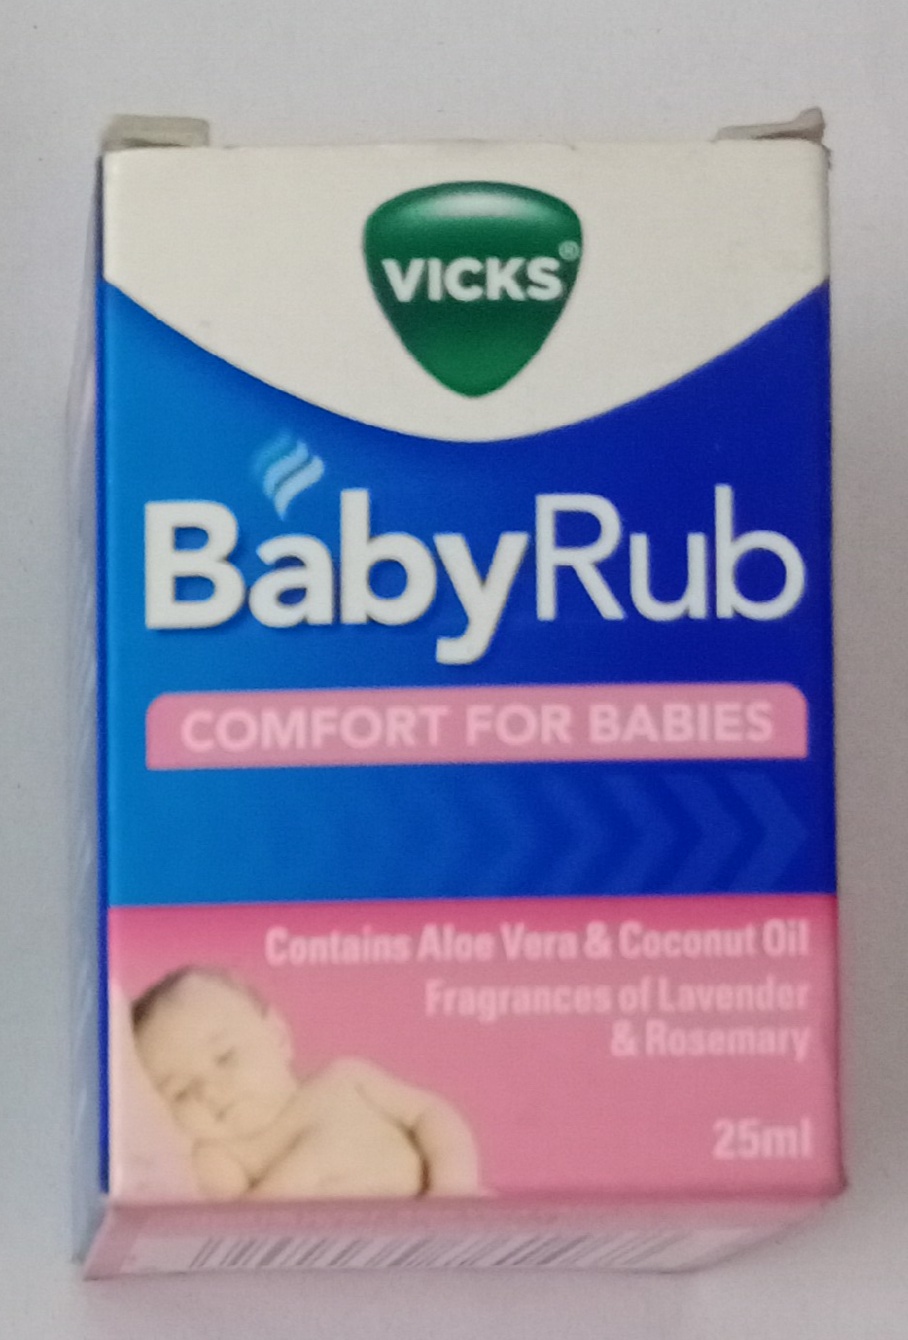 VICKS®
BabyRub
COMFORT FOR BABIES
Contains Aloe Vera & Coconut Oil
Fragrances of Lavender
& Rosemary
25ml